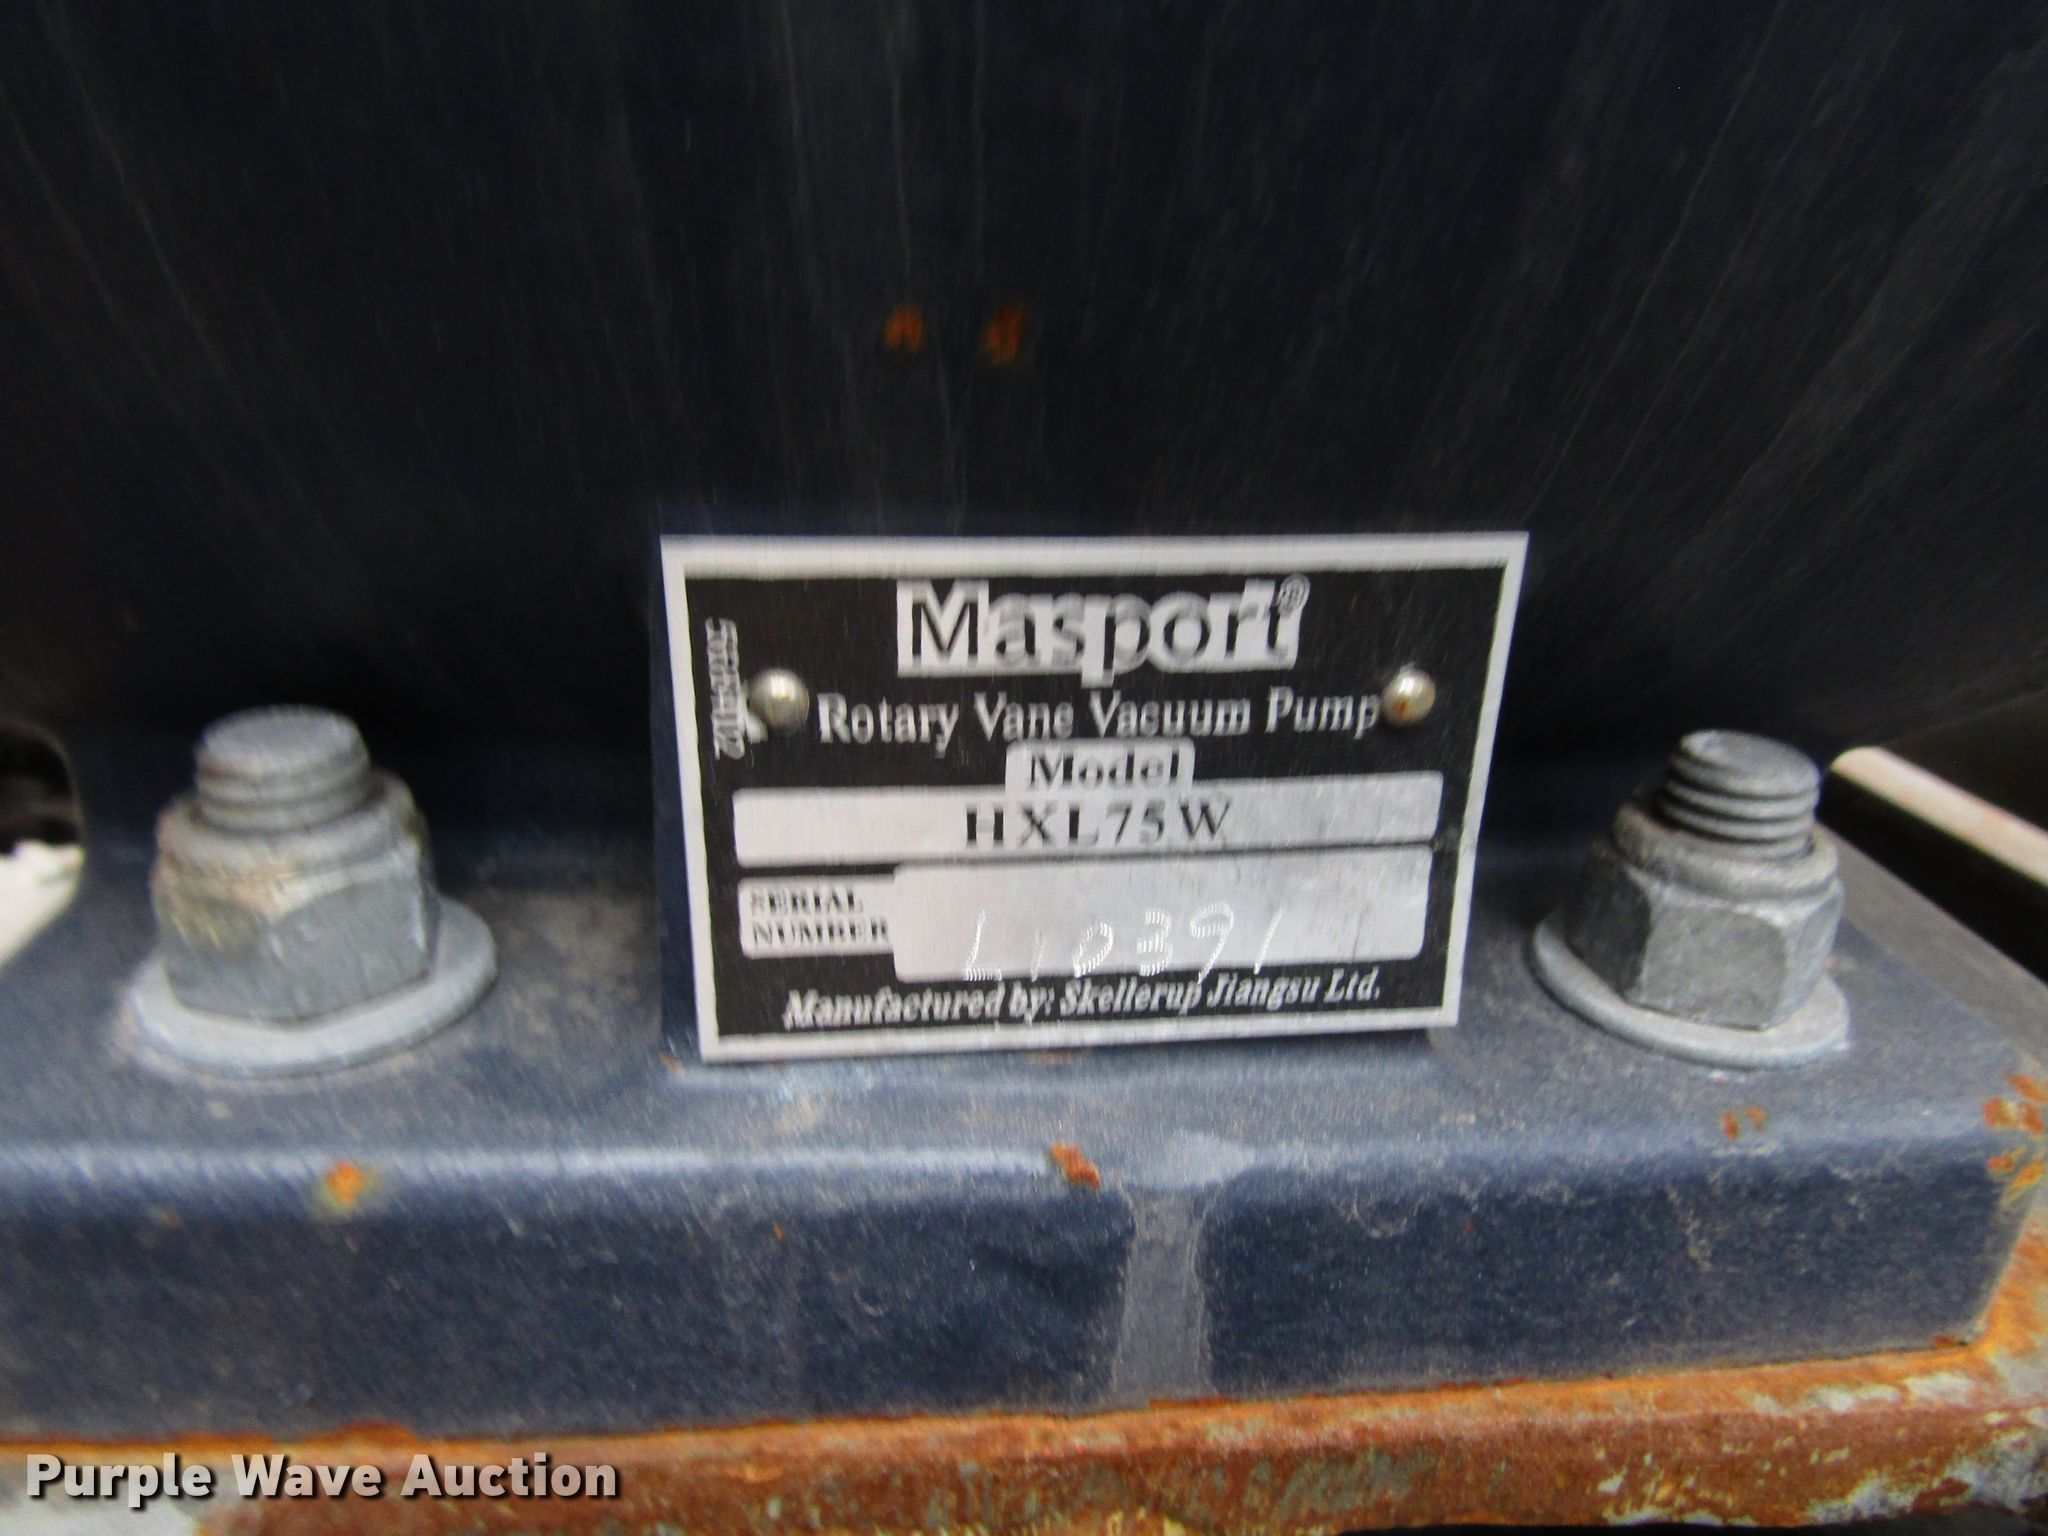 Masport®
Rotary Vane Vacuum Pump
Model
HXL75W
SERIAL
NUMBER
L10391
Manufactured by: Skellerup Jiangsu Ltd.
Purple Wave Auction